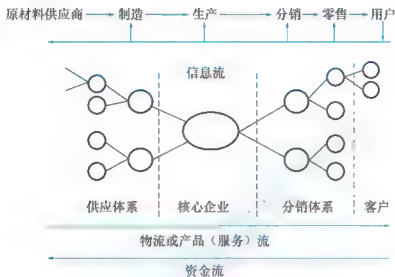 原材料供应商 制造 生产 分销 零售 用户
信息流
供应体系 核心企业 分销体系 客户
物流或产品（服务）流
资金流